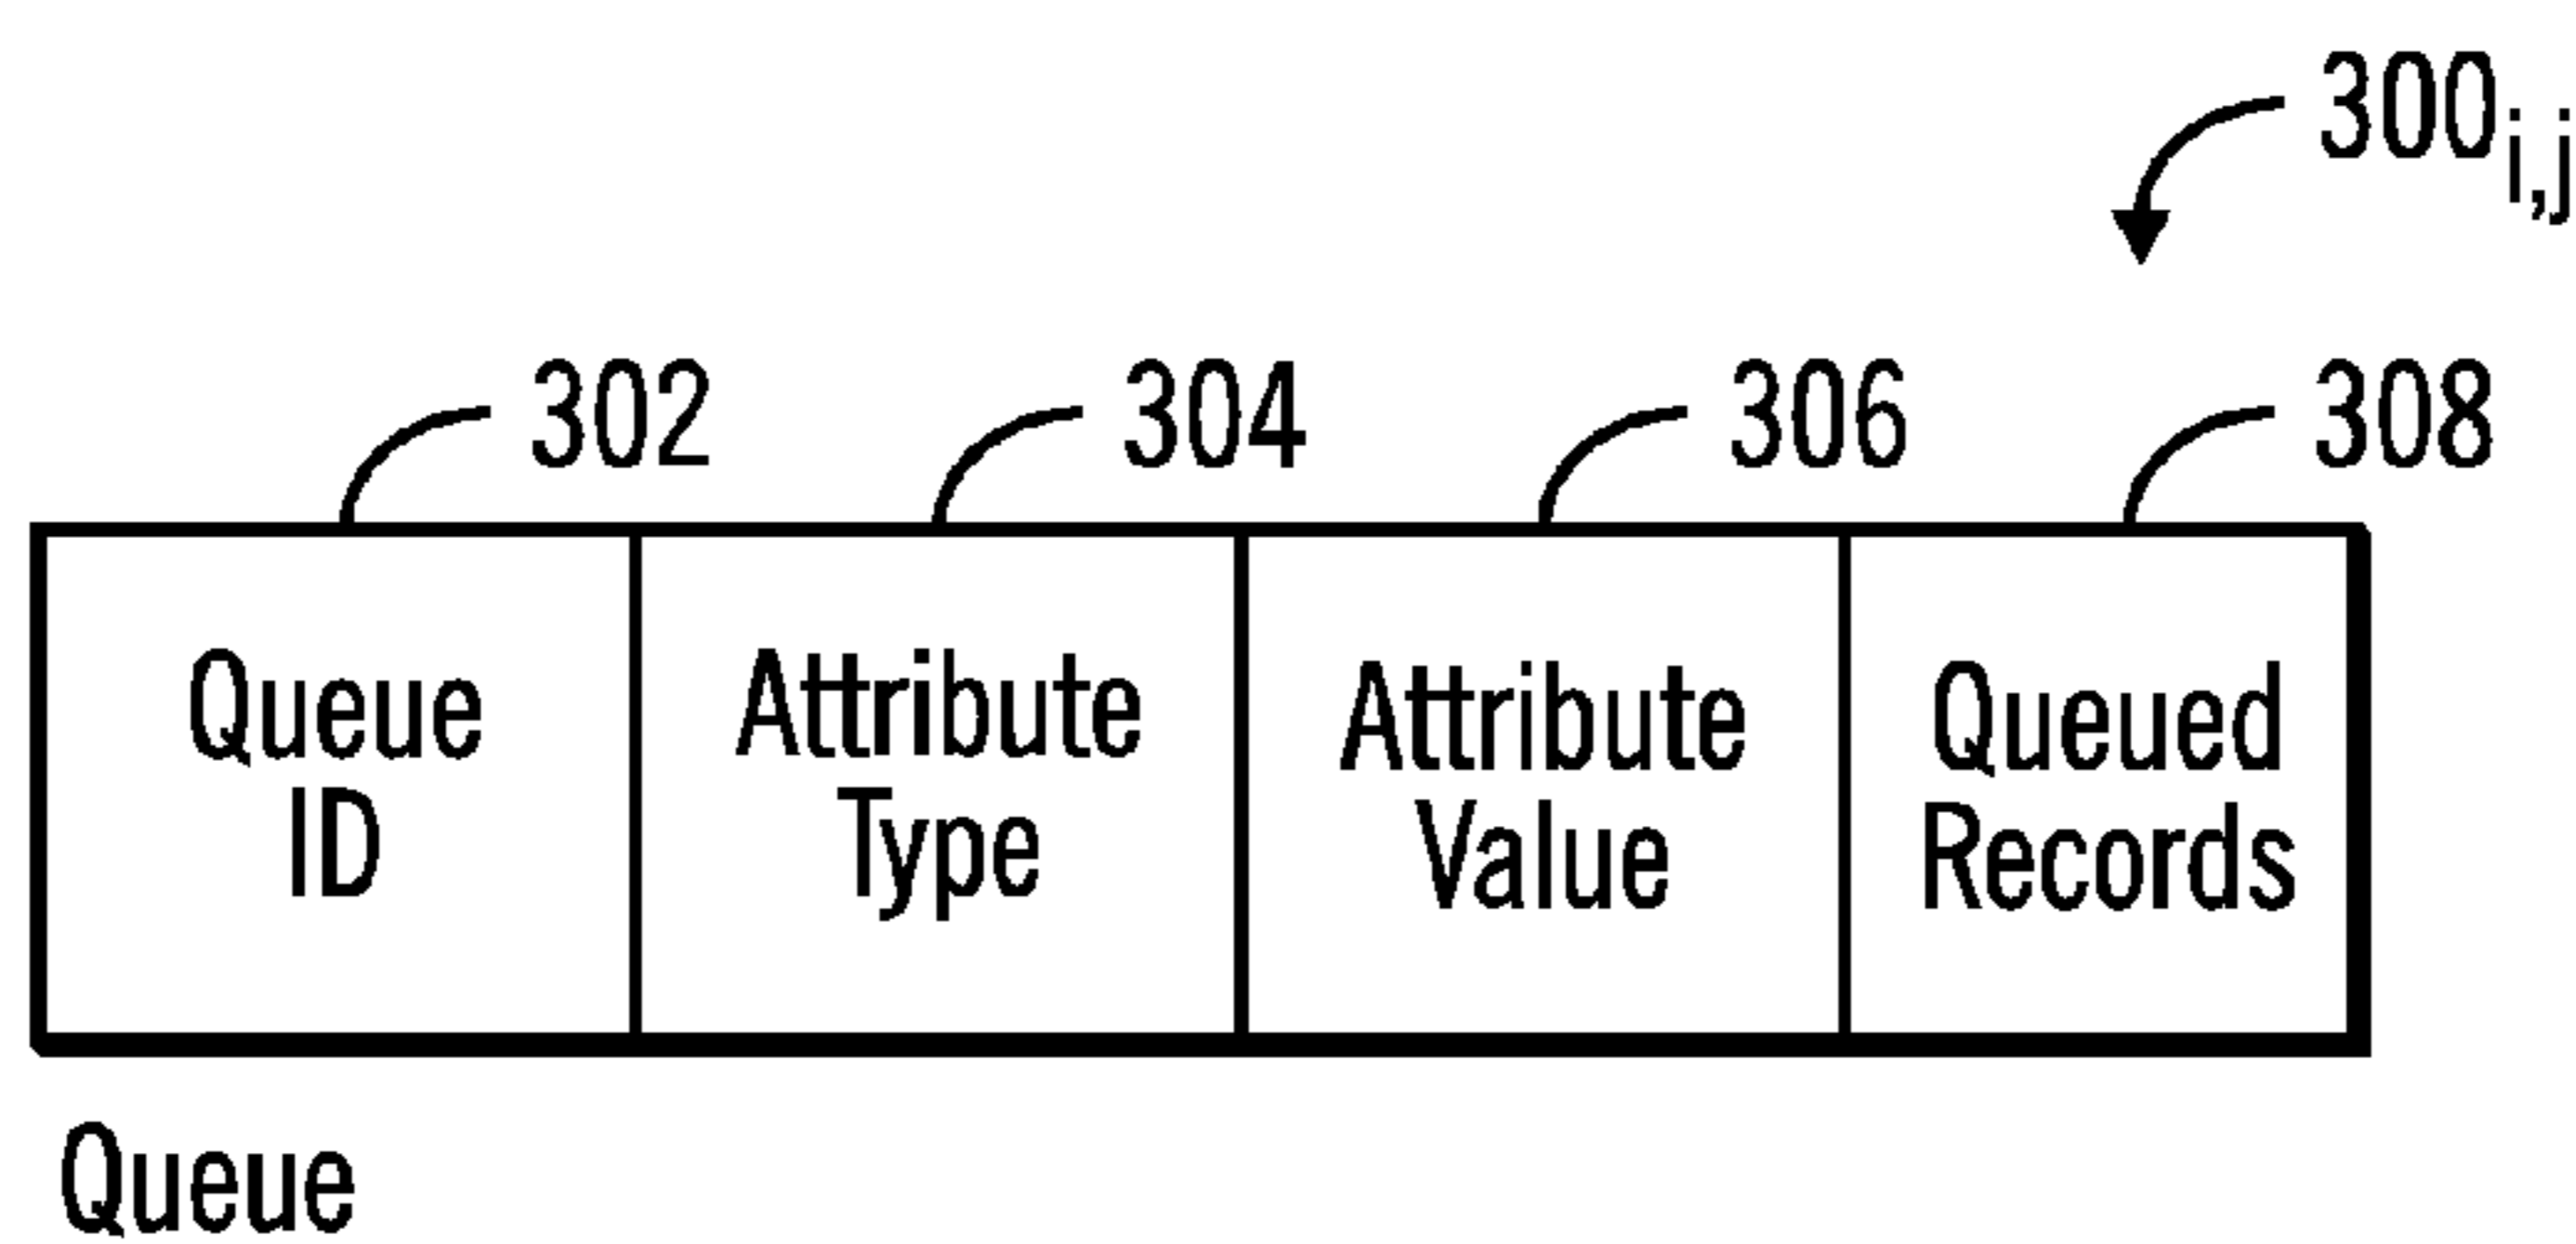 300i,j
302 304 306 308
Queue ID
Attribute Type
Attribute Value
Queued Records
Queue